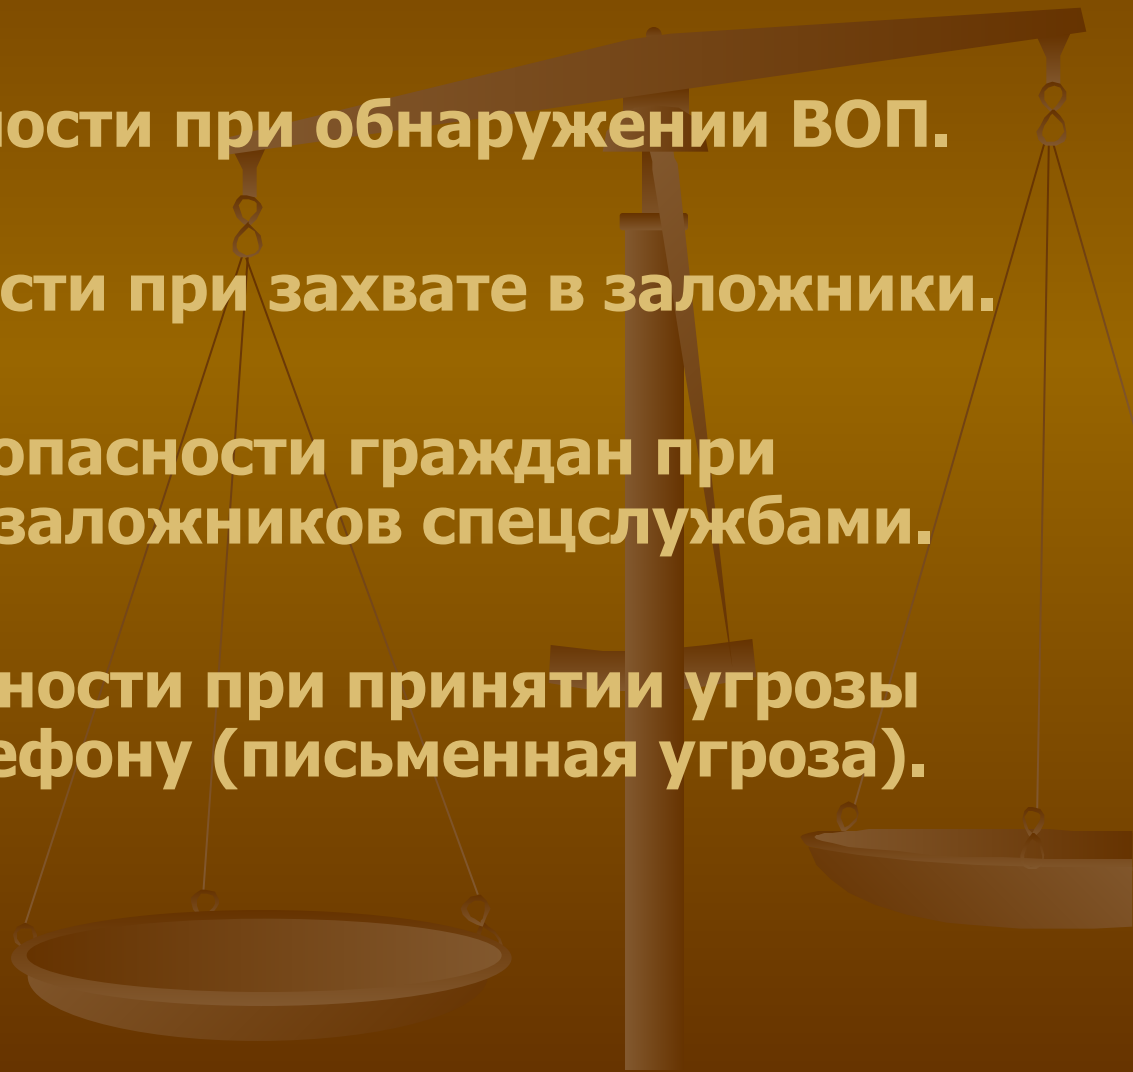 ности при обнаружении ВОП.
сти при захвате в заложники.
опасности граждан при
заложников спецслужбами.
ности при принятии угрозы
ефону (письменная угроза).